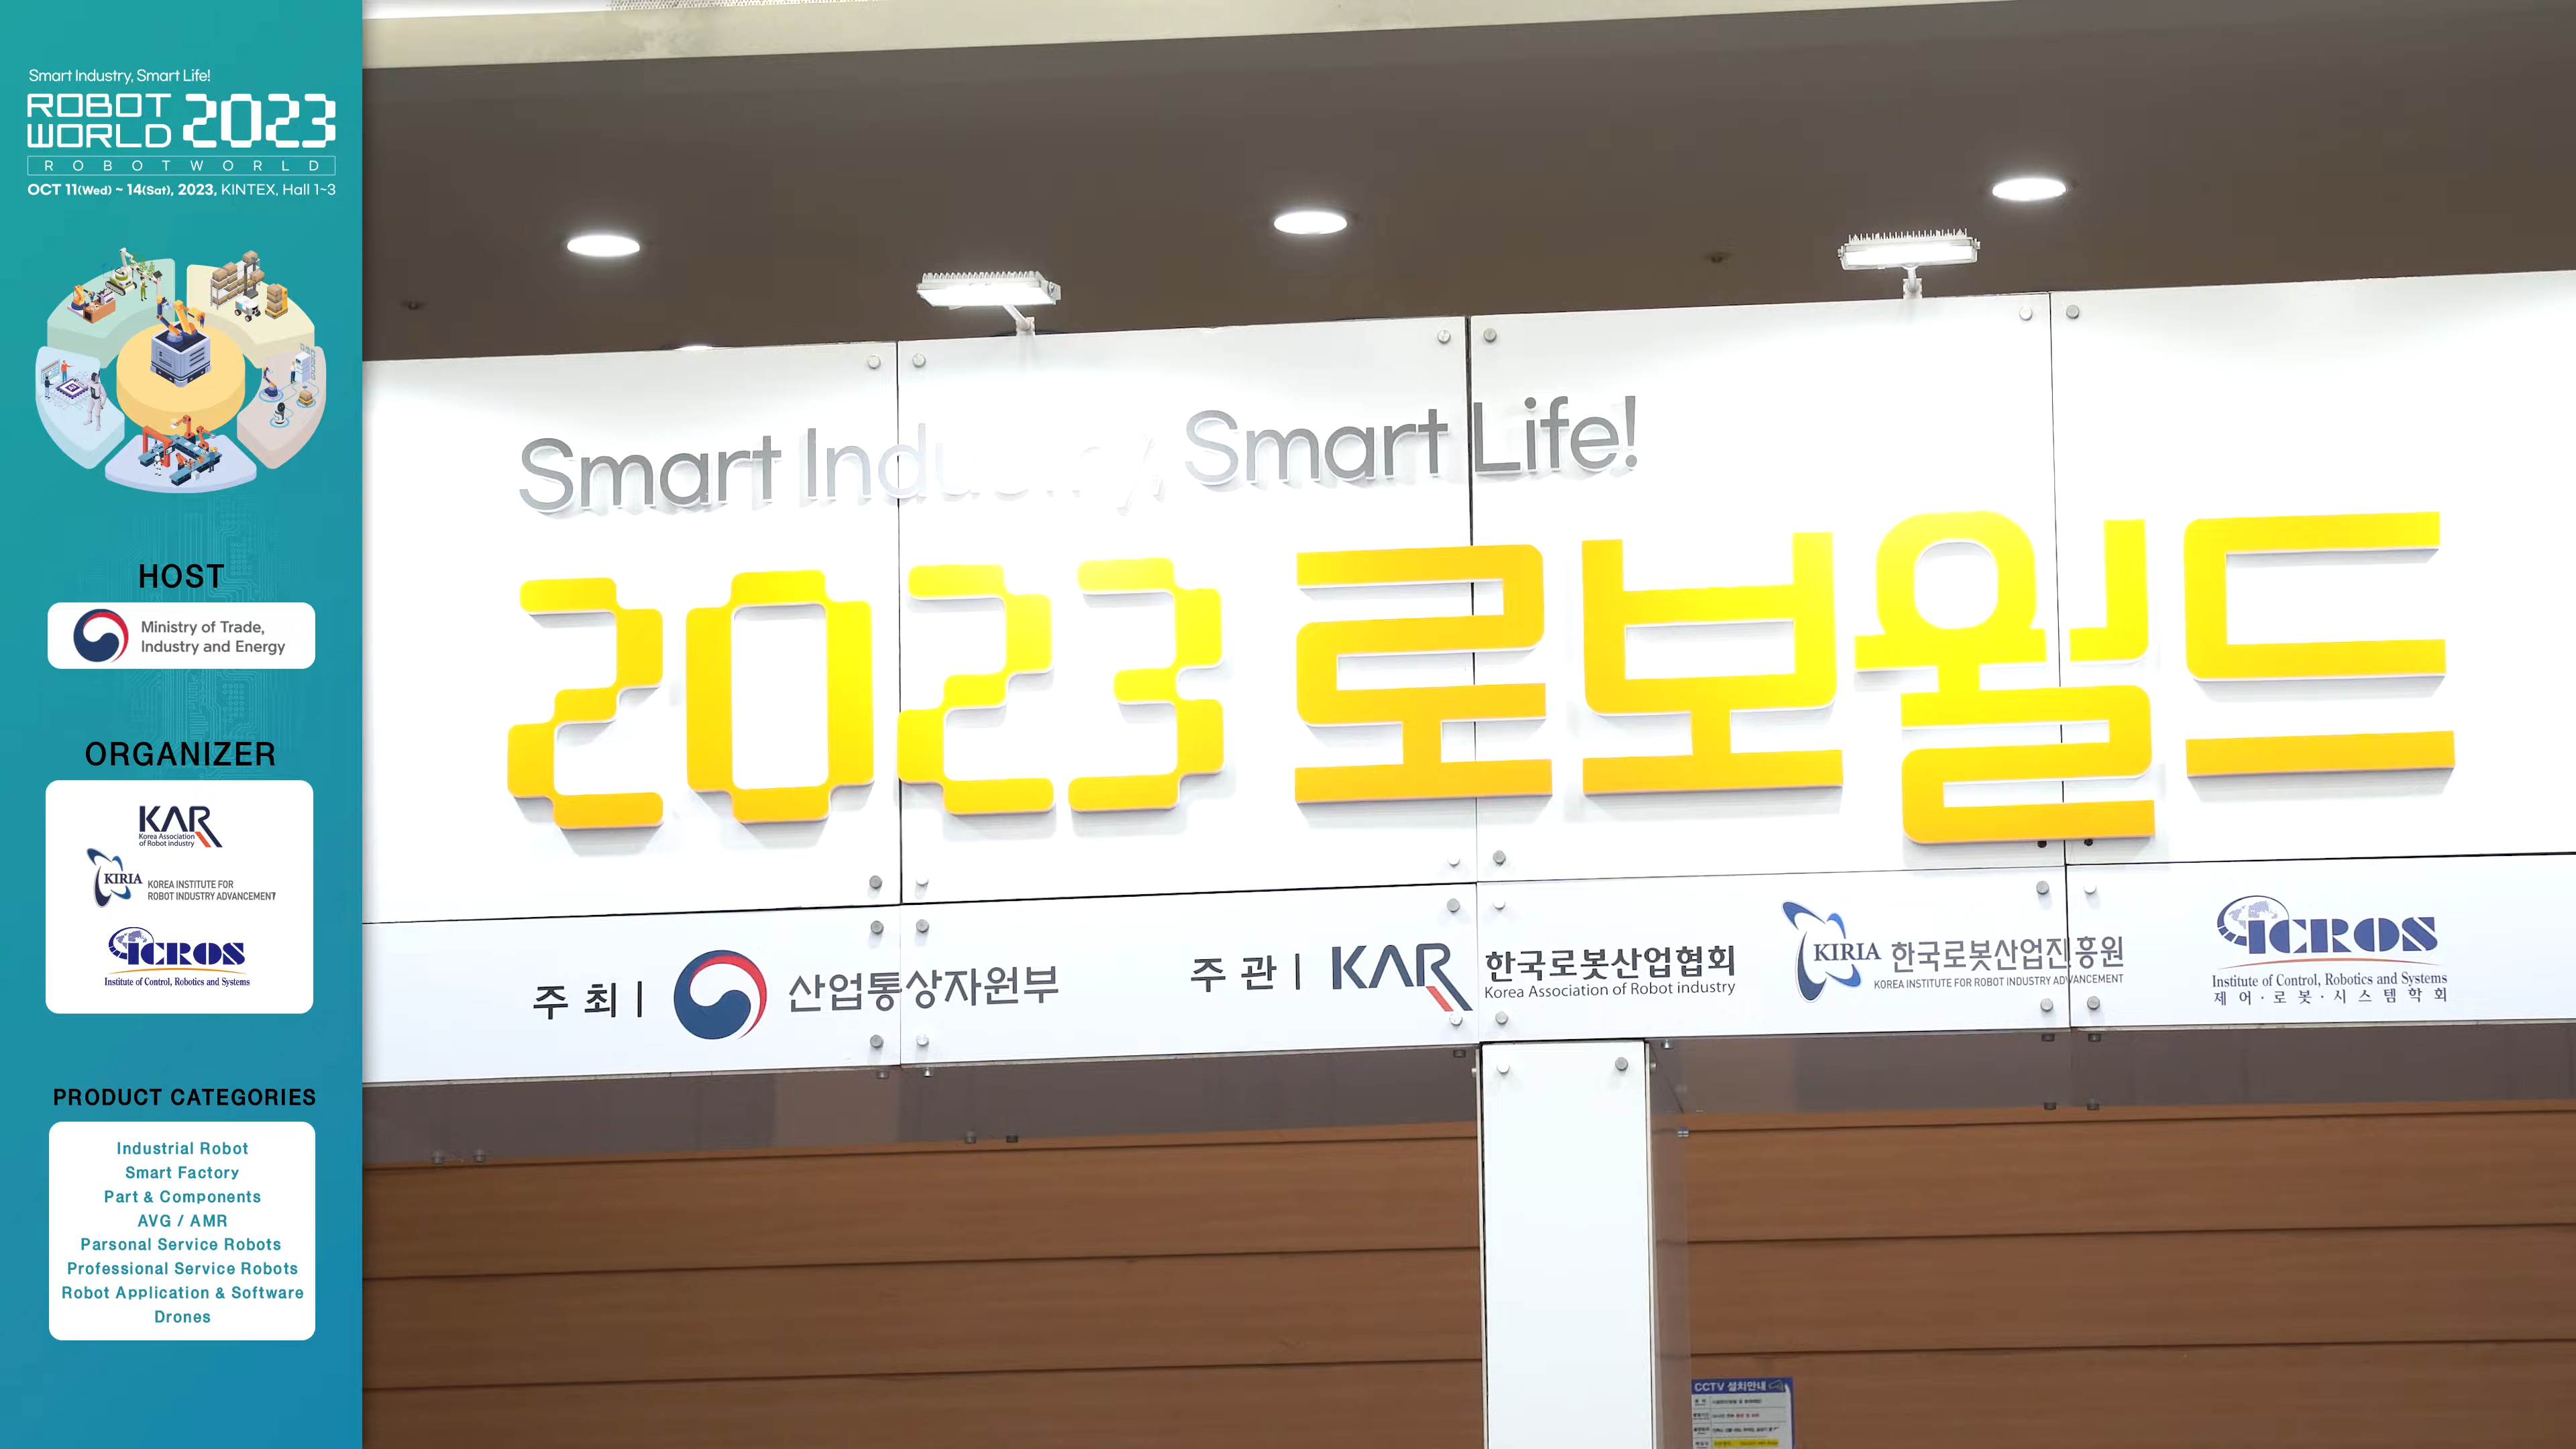 Smart Industry, Smart Life!
ROBOT WORLD 2023
ROBOTWORLD
OCT 11(Wed) ~ 14(Sat), 2023, KINTEX, Hall 1~3
HOST
Ministry of Trade,
Industry and Energy
ORGANIZER
KAR
Korea Association
of Robot industry
KIRIA
KOREA INSTITUTE FOR
ROBOT INDUSTRY ADVANCEMENT
ICROS
Institute of Control, Robotics and Systems
PRODUCT CATEGORIES
Industrial Robot
Smart Factory
Part & Components
AVG / AMR
Parsonal Service Robots
Professional Service Robots
Robot Application & Software
Drones
Smart Industry, Smart Life!
2023 로보월드
주최 | 산업통상자원부
주관 | KAR 한국로봇산업협회
Korea Association of Robot industry
KIRIA 한국로봇산업진흥원
KOREA INSTITUTE FOR ROBOT INDUSTRY ADVANCEMENT
ICROS
Institute of Control, Robotics and Systems
제어·로봇·시스템학회
CCTV 설치안내